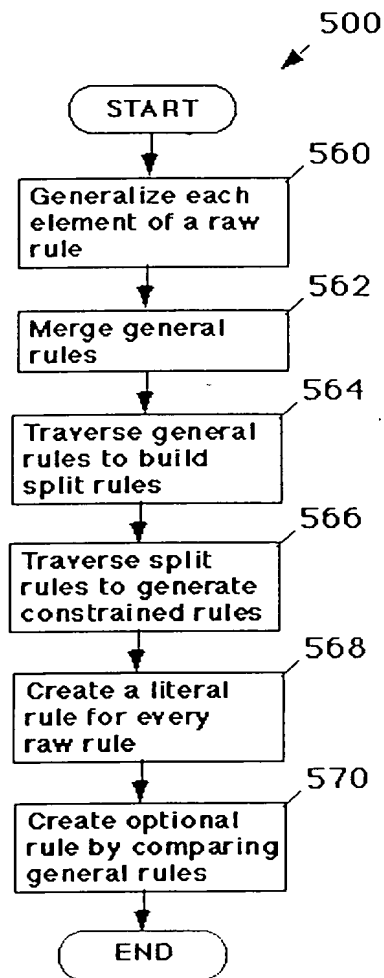 500
START
560
Generalize each
element of a raw
rule
562
Merge general
rules
564
Traverse general
rules to build
split rules
566
Traverse split
rules to generate
constrained rules
568
Create a literal
rule for every
raw rule
570
Create optional
rule by comparing
general rules
END